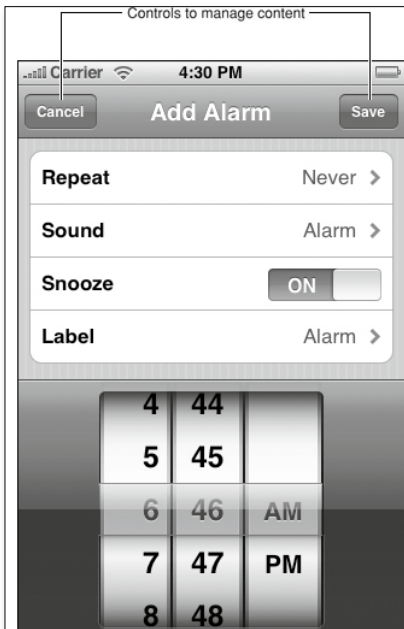 Controls to manage content
Carrier 4:30 PM
Cancel Add Alarm Save
Repeat Never
Sound Alarm
Snooze ON
Label Alarm
4 44
5 45
6 46 AM
7 47 PM
8 48